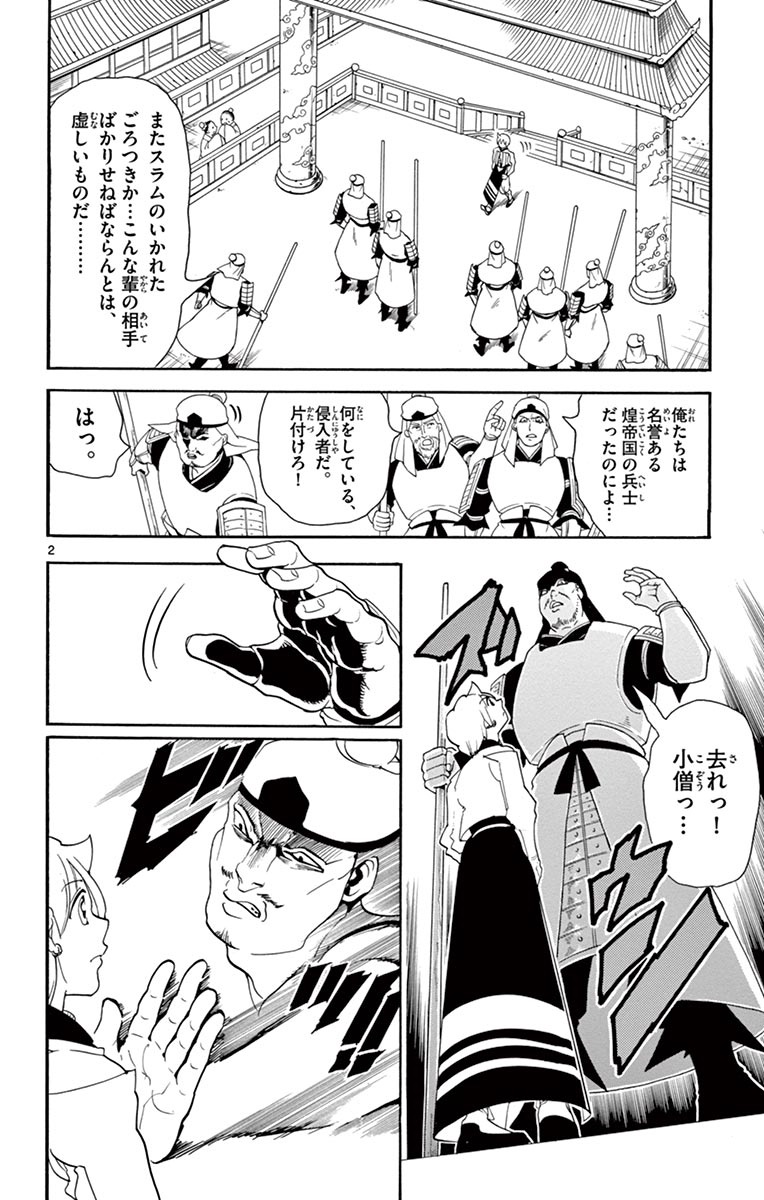 またスラムのいかれた
ごろつきか…こんな輩の相手
ばかりせねばならんとは、
虚しいものだ………
俺たちは
名誉ある
煌帝国の兵士
だったのによ…
何をしている、
侵入者だ。
片付けろ！
はっ。
2
ズシ
去れっ！
小僧っ…
ビビ!!